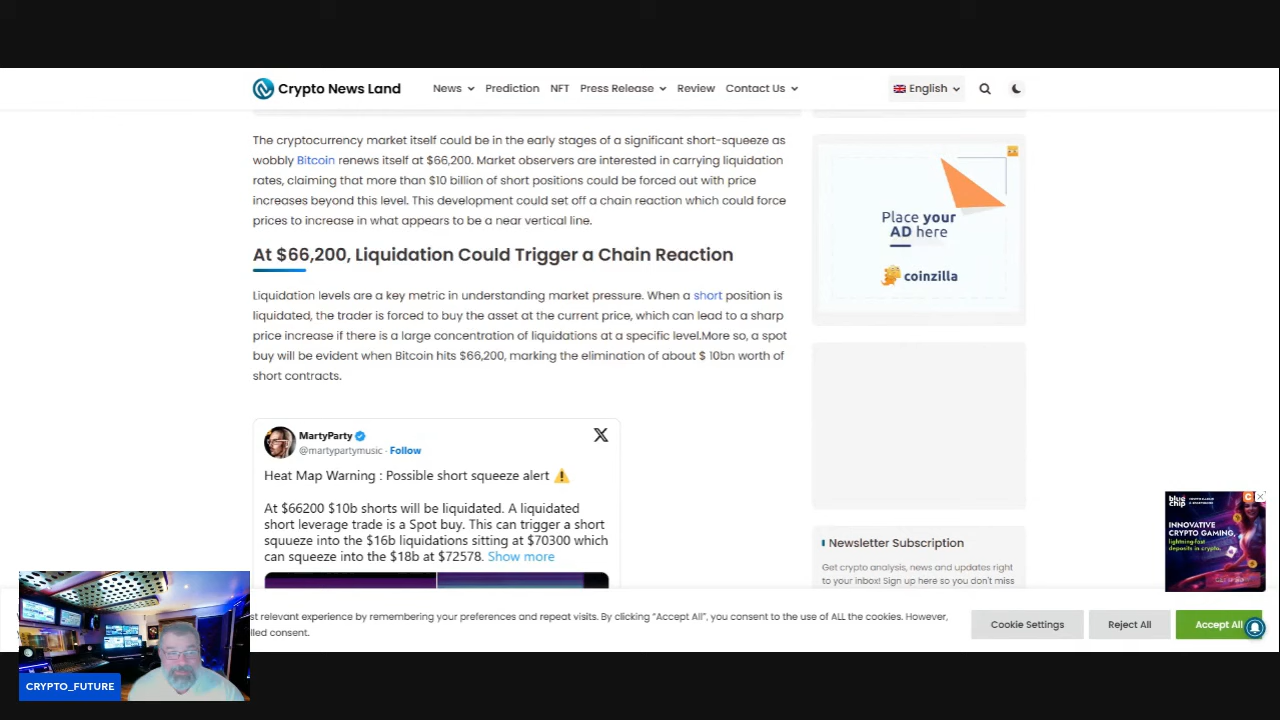 Crypto News Land
News
Prediction
NFT
Press Release
Review
Contact Us
English
The cryptocurrency market itself could be in the early stages of a significant short-squeeze as
wobbly Bitcoin renews itself at $66,200. Market observers are interested in carrying liquidation
rates, claiming that more than $10 billion of short positions could be forced out with price
increases beyond this level. This development could set off a chain reaction which could force
prices to increase in what appears to be a near vertical line.
At $66,200, Liquidation Could Trigger a Chain Reaction
Liquidation levels are a key metric in understanding market pressure. When a short position is
liquidated, the trader is forced to buy the asset at the current price, which can lead to a sharp
price increase if there is a large concentration of liquidations at a specific level.More so, a spot
buy will be evident when Bitcoin hits $66,200, marking the elimination of about $ 10bn worth of
short contracts.
MartyParty
@martypartymusic · Follow
Heat Map Warning : Possible short squeeze alert ⚠️
At $66200 $10b shorts will be liquidated. A liquidated
short leverage trade is a Spot buy. This can trigger a short
squueze into the $16b liquidations sitting at $70300 which
can squeeze into the $18b at $72578. Show more
Place your
AD here
coinzilla
Newsletter Subscription
Get crypto analysis, news and updates right
to your inbox! Sign up here so you don't miss
blue
chip
INNOVATIVE
CRYPTO GAMING,
lightning-fast
deposits in crypto.
st relevant experience by remembering your preferences and repeat visits. By clicking "Accept All", you consent to the use of ALL the cookies. However,
lled consent.
Cookie Settings
Reject All
Accept All
CRYPTO_FUTURE